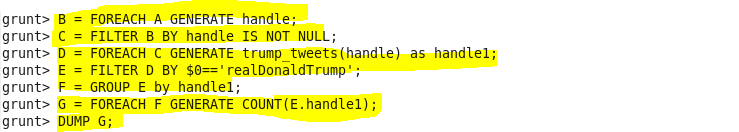 grunt> B = FOREACH A GENERATE handle;
grunt> C = FILTER B BY handle IS NOT NULL;
grunt> D = FOREACH C GENERATE trump_tweets(handle) as handle1;
grunt> E = FILTER D BY $0=='realDonaldTrump';
grunt> F = GROUP E by handle1;
grunt> G = FOREACH F GENERATE COUNT(E.handle1);
grunt> DUMP G;